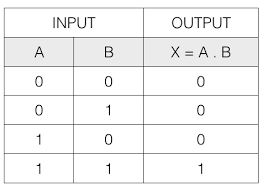 INPUT OUTPUT
A B X = A . B
0 0 0
0 1 0
1 0 0
1 1 1